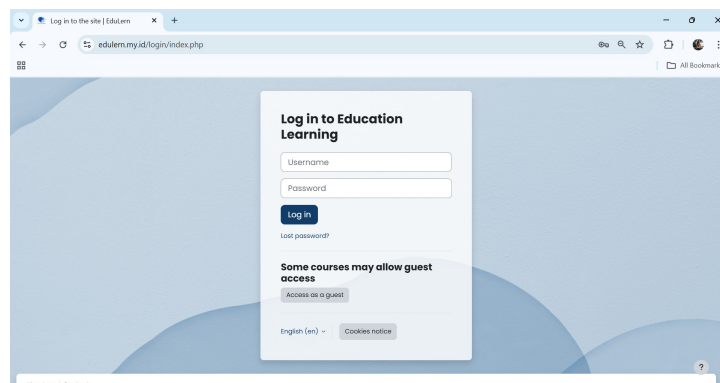 Log in to the site | EduLern
edulern.my.id/login/index.php
All Bookmark
Log in to Education
Learning
Username
Password
Log in
Lost password?
Some courses may allow guest
access
Access as a guest
English (en)
Cookies notice
?